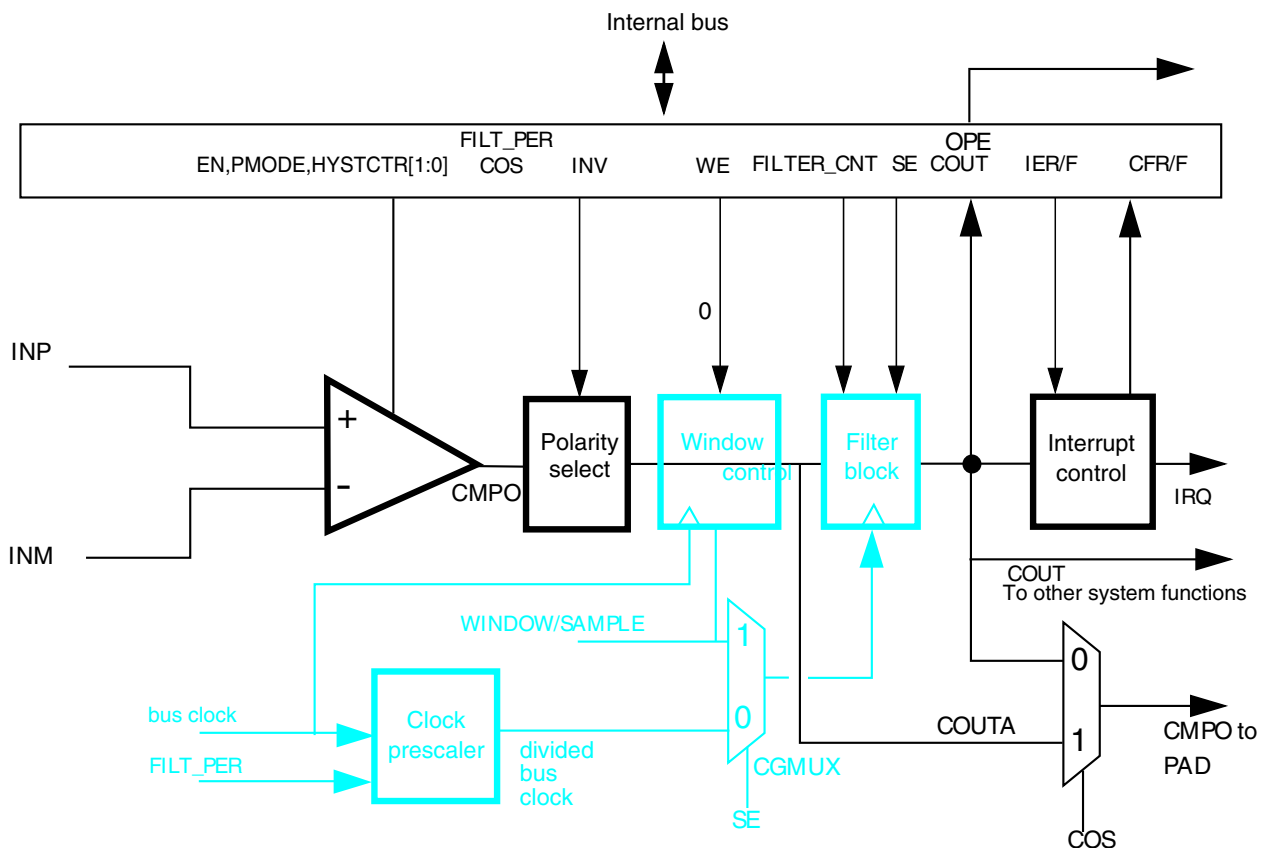 Internal bus
FILT_PER
OPE
EN,PMODE,HYSTCTR[1:0]
COS
INV
WE
FILTER_CNT
SE
COUT
IER/F
CFR/F
0
INP
+
-
INM
CMPO
Polarity
select
Window
control
Filter
block
Interrupt
control
IRQ
COUT
To other system functions
WINDOW/SAMPLE
1
0
CGMUX
SE
bus clock
FILT_PER
Clock
prescaler
divided
bus
clock
COUTA
0
1
COS
CMPO to
PAD